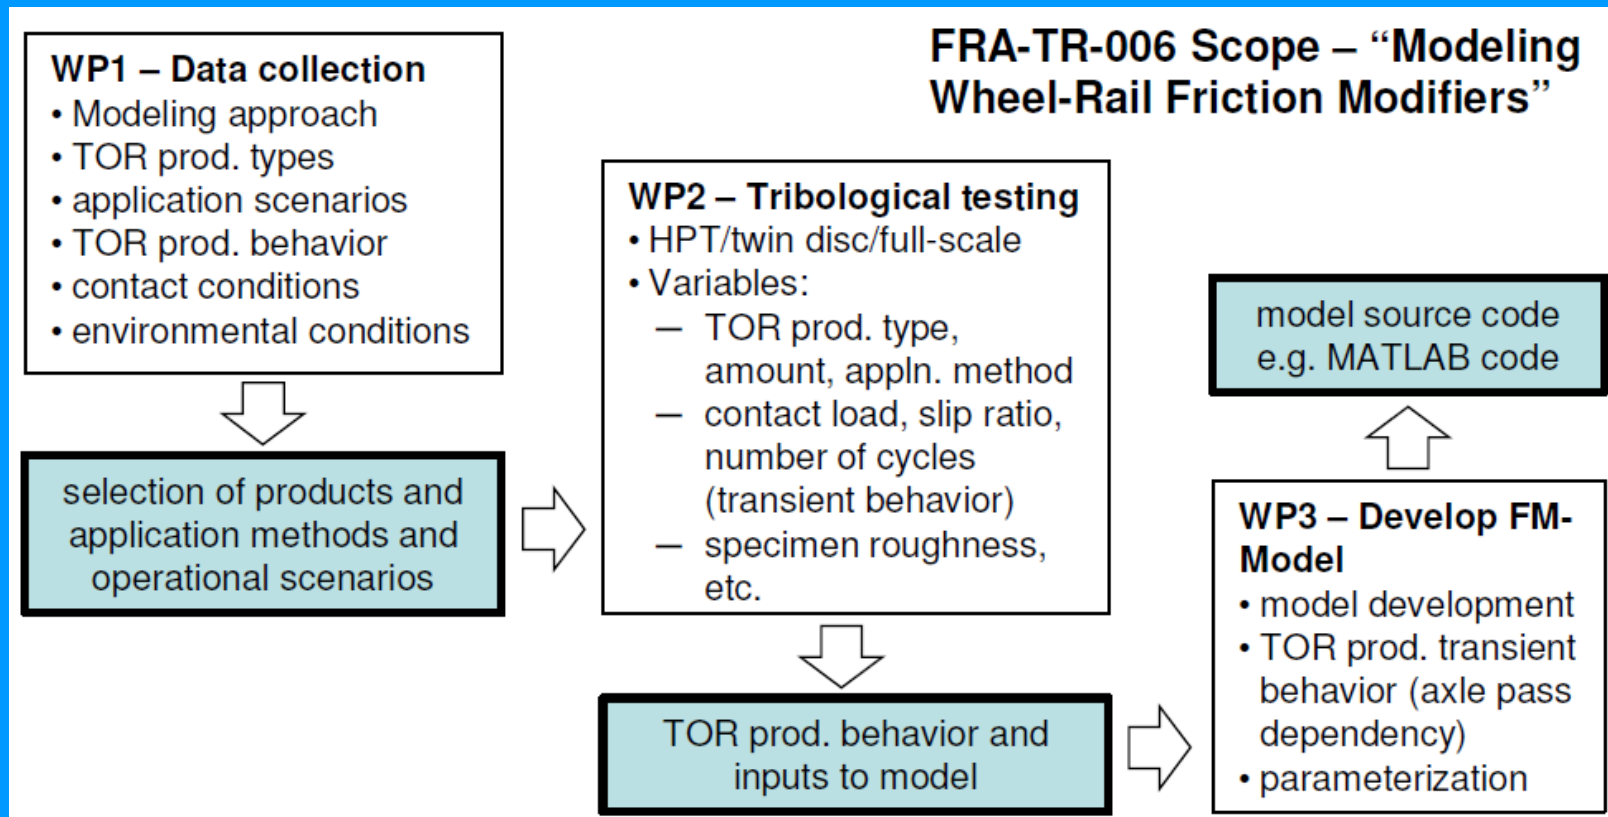 FRA-TR-006 Scope – “Modeling
Wheel-Rail Friction Modifiers”
WP1 – Data collection
• Modeling approach
• TOR prod. types
• application scenarios
• TOR prod. behavior
• contact conditions
• environmental conditions
selection of products and
application methods and
operational scenarios
WP2 – Tribological testing
• HPT/twin disc/full-scale
• Variables:
— TOR prod. type,
amount, appln. method
— contact load, slip ratio,
number of cycles
(transient behavior)
— specimen roughness,
etc.
TOR prod. behavior and
inputs to model
WP3 – Develop FM-
Model
• model development
• TOR prod. transient
behavior (axle pass
dependency)
• parameterization
model source code
e.g. MATLAB code